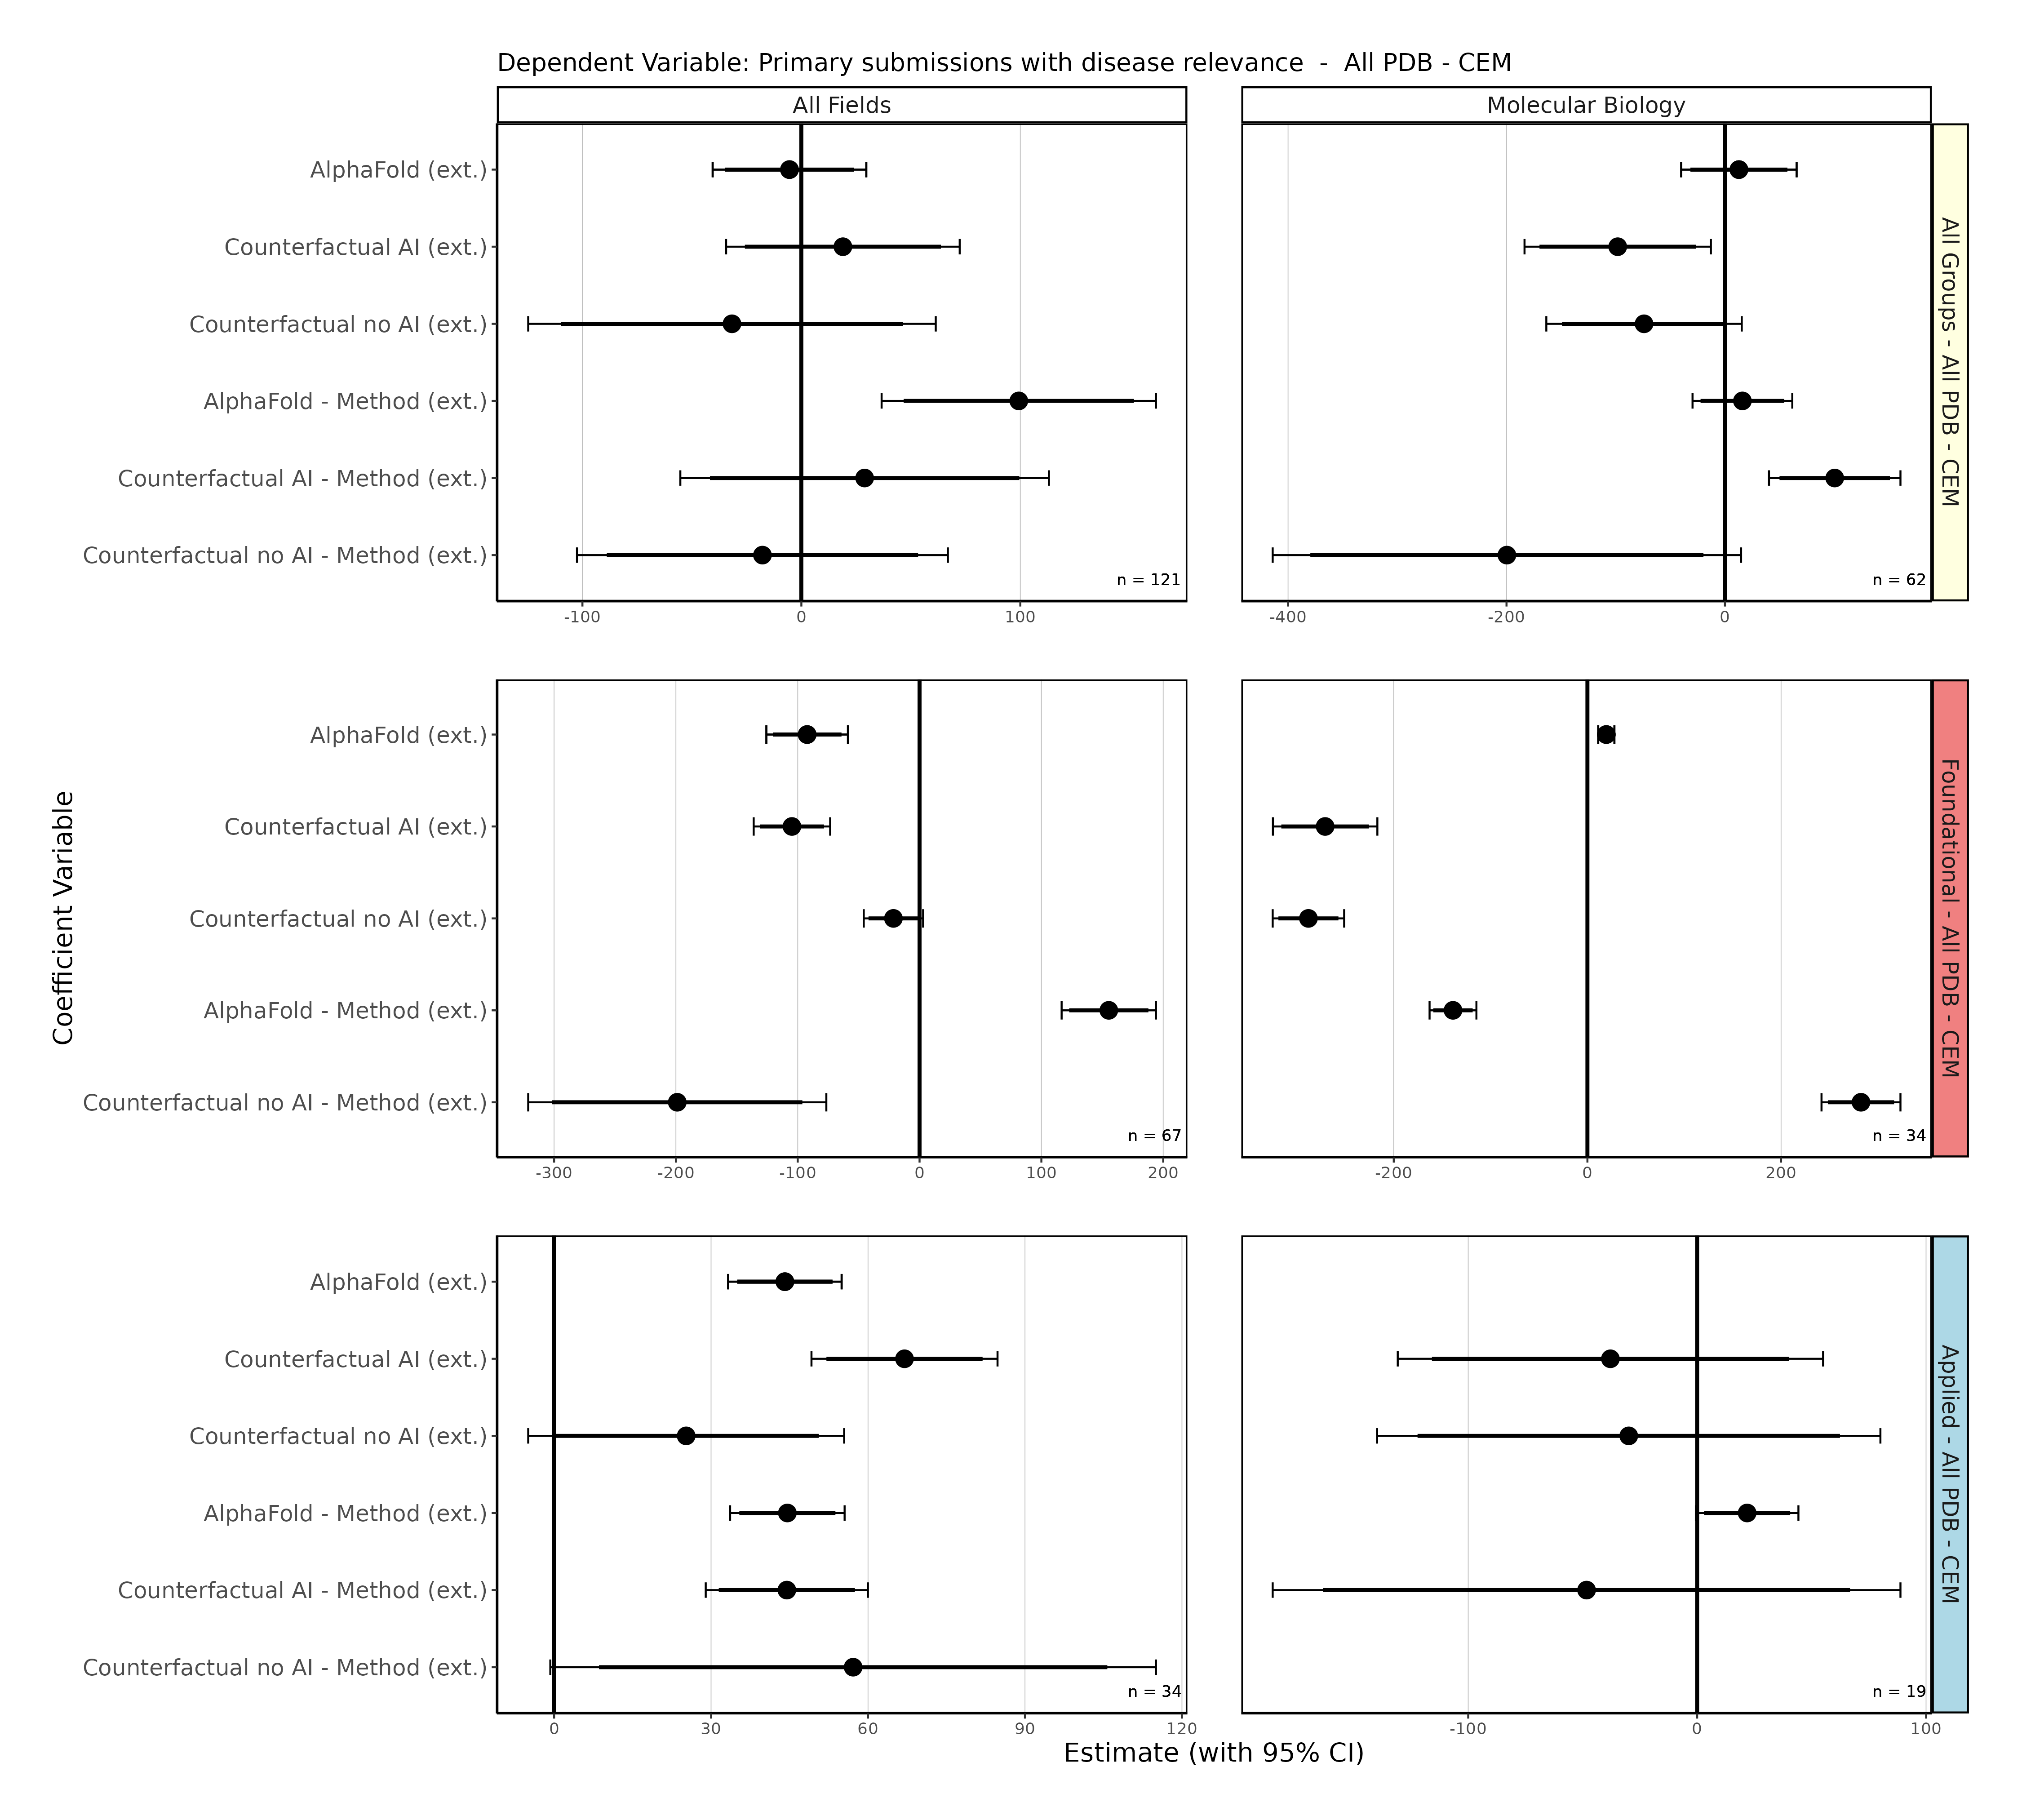 Dependent Variable: Primary submissions with disease relevance - All PDB - CEM
All Fields
Molecular Biology
AlphaFold (ext.)
Counterfactual AI (ext.)
Counterfactual no AI (ext.)
AlphaFold - Method (ext.)
Counterfactual AI - Method (ext.)
Counterfactual no AI - Method (ext.)
n = 121
n = 62
-100 0 100
-400 -200 0
All Groups - All PDB - CEM
AlphaFold (ext.)
Counterfactual AI (ext.)
Counterfactual no AI (ext.)
AlphaFold - Method (ext.)
Counterfactual no AI - Method (ext.)
n = 67
n = 34
-300 -200 -100 0 100 200
-200 0 200
Foundational - All PDB - CEM
Coefficient Variable
AlphaFold (ext.)
Counterfactual AI (ext.)
Counterfactual no AI (ext.)
AlphaFold - Method (ext.)
Counterfactual AI - Method (ext.)
Counterfactual no AI - Method (ext.)
n = 34
n = 19
0 30 60 90 120
-100 0 100
Applied - All PDB - CEM
Estimate (with 95% CI)